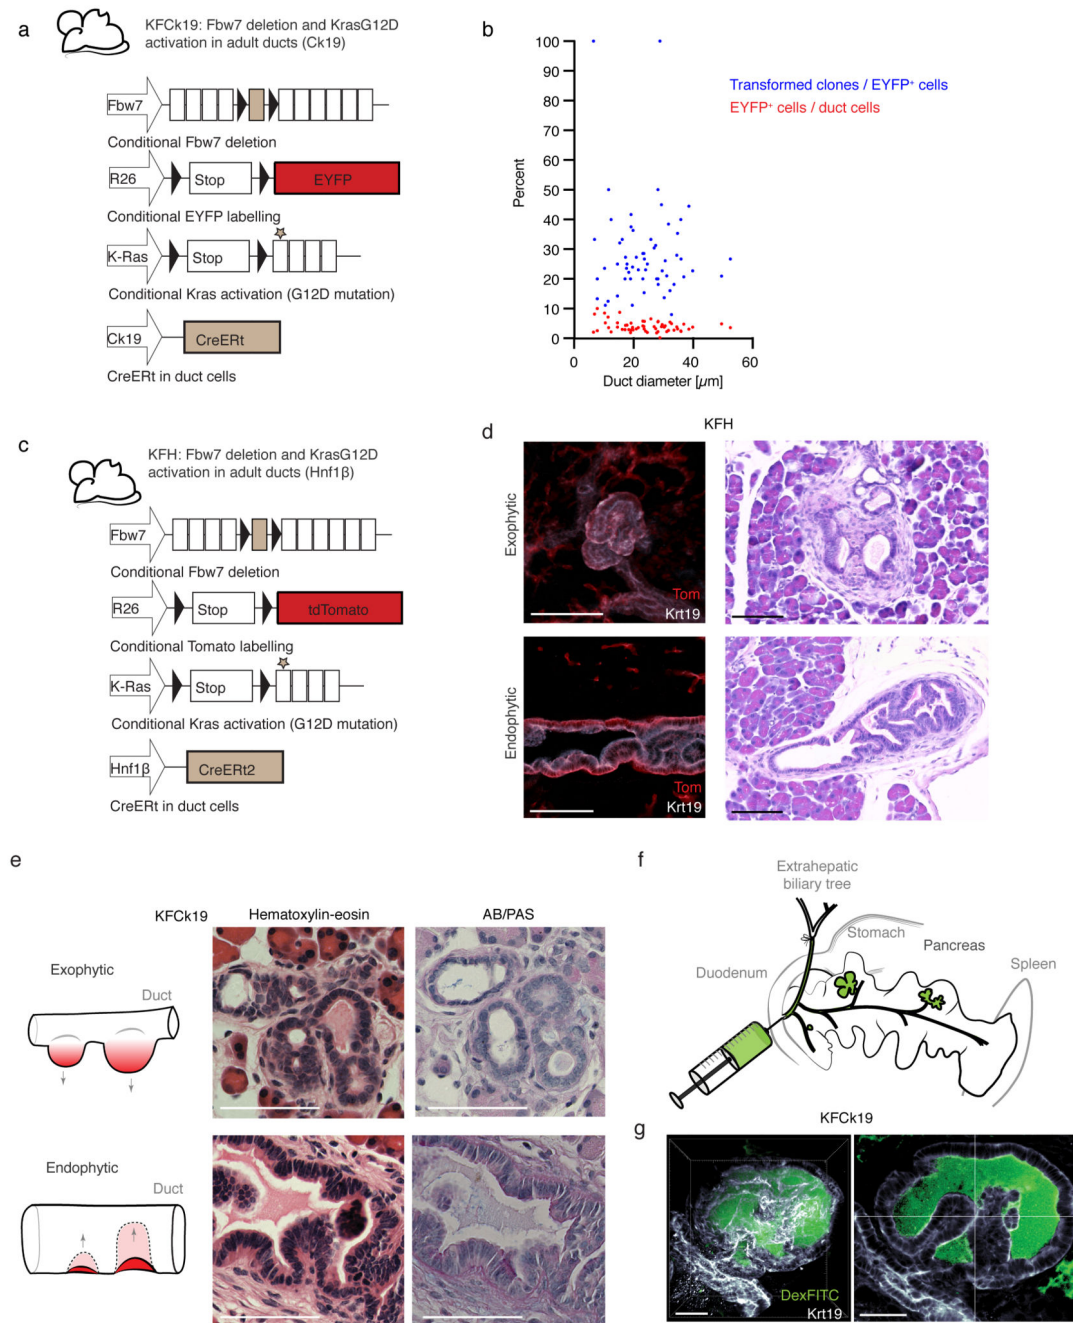 a
KFCk19: Fbw7 deletion and KrasG12D
activation in adult ducts (Ck19)
Fbw7
Conditional Fbw7 deletion
R26
Stop
EYFP
Conditional EYFP labelling
K-Ras
Stop
Conditional Kras activation (G12D mutation)
Ck19
CreERt
CreERt in duct cells
b
100
90
80
70
60
50
40
30
20
10
0
Percent
0
20
40
60
Duct diameter [µm]
Transformed clones / EYFP⁺ cells
EYFP⁺ cells / duct cells
c
KFH: Fbw7 deletion and KrasG12D
activation in adult ducts (Hnf1β)
Fbw7
Conditional Fbw7 deletion
R26
Stop
tdTomato
Conditional Tomato labelling
K-Ras
Stop
Conditional Kras activation (G12D mutation)
Hnf1β
CreERt2
CreERt in duct cells
d
KFH
Exophytic
Tom
Krt19
Endophytic
Tom
Krt19
e
KFCk19
Hematoxylin-eosin
AB/PAS
Exophytic
Duct
Endophytic
Duct
f
Extrahepatic
biliary tree
Stomach
Pancreas
Duodenum
Spleen
g
KFCk19
DexFITC
Krt19